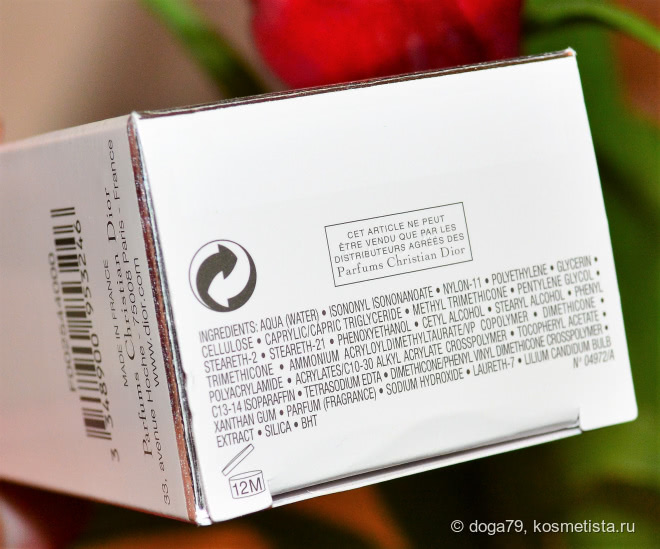 3 348900 953246
MADE IN FRANCE
Parfums Christian Dior
33, avenue Hoche - 75008 Paris - France
www.dior.com
CET ARTICLE NE PEUT
ÊTRE VENDU QUE PAR LES
DISTRIBUTEURS AGRÉÉS DES
Parfums Christian Dior
INGREDIENTS: AQUA (WATER) • ISONONYL ISONONANOATE • NYLON-11 • POLYETHYLENE • GLYCERIN •
CELLULOSE • CAPRYLIC/CAPRIC TRIGLYCERIDE • METHYL TRIMETHICONE • PENTYLENE GLYCOL •
STEARETH-2 • STEARETH-21 • PHENOXYETHANOL • CETYL ALCOHOL • STEARYL ALCOHOL • PHENYL
TRIMETHICONE • AMMONIUM ACRYLOYLDIMETHYLTAURATE/VP COPOLYMER • DIMETHICONE •
POLYACRYLAMIDE • ACRYLATES/C10-30 ALKYL ACRYLATE CROSSPOLYMER • TOCOPHERYL ACETATE •
C13-14 ISOPARAFFIN • TETRASODIUM EDTA • DIMETHICONE/PHENYL VINYL DIMETHICONE CROSSPOLYMER •
XANTHAN GUM • PARFUM (FRAGRANCE) • SODIUM HYDROXIDE • LAURETH-7 • LILIUM CANDIDUM BULB
EXTRACT • SILICA • BHT N° 04972/A
12M
© doga79, kosmetista.ru